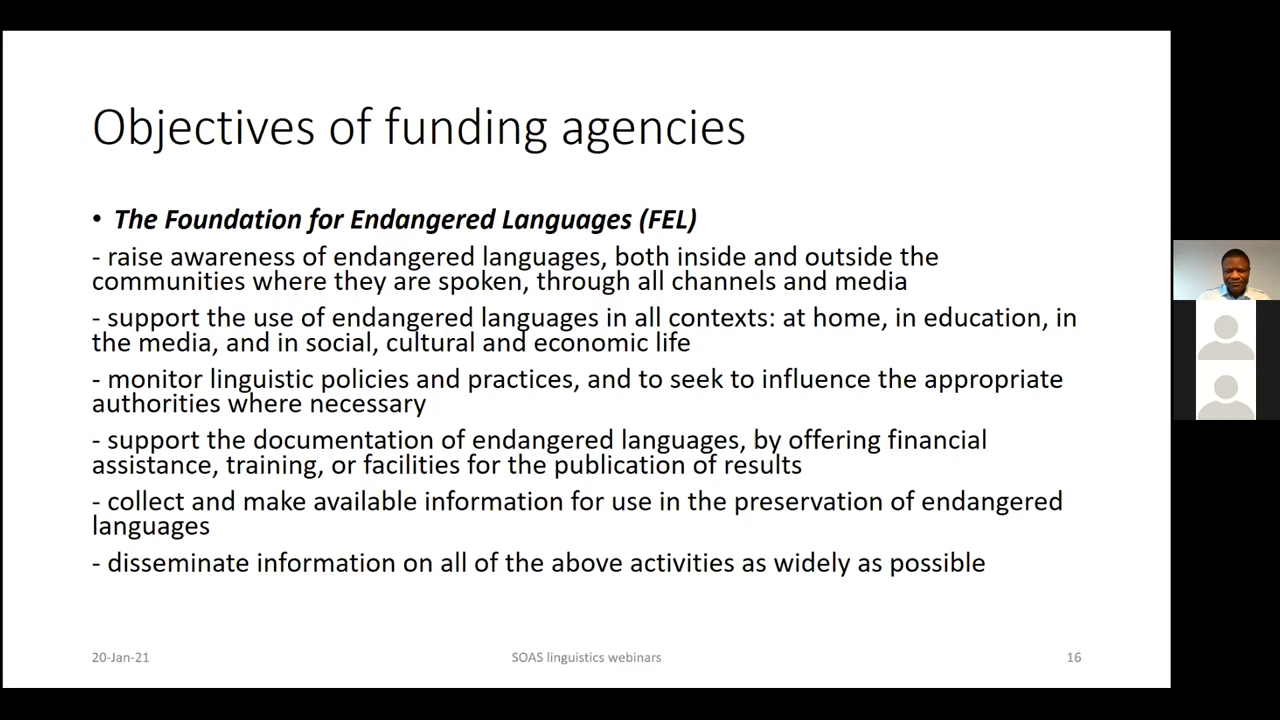 Objectives of funding agencies
• The Foundation for Endangered Languages (FEL)
- raise awareness of endangered languages, both inside and outside the
communities where they are spoken, through all channels and media
- support the use of endangered languages in all contexts: at home, in education, in
the media, and in social, cultural and economic life
- monitor linguistic policies and practices, and to seek to influence the appropriate
authorities where necessary
- support the documentation of endangered languages, by offering financial
assistance, training, or facilities for the publication of results
- collect and make available information for use in the preservation of endangered
languages
- disseminate information on all of the above activities as widely as possible
20-Jan-21
SOAS linguistics webinars
16